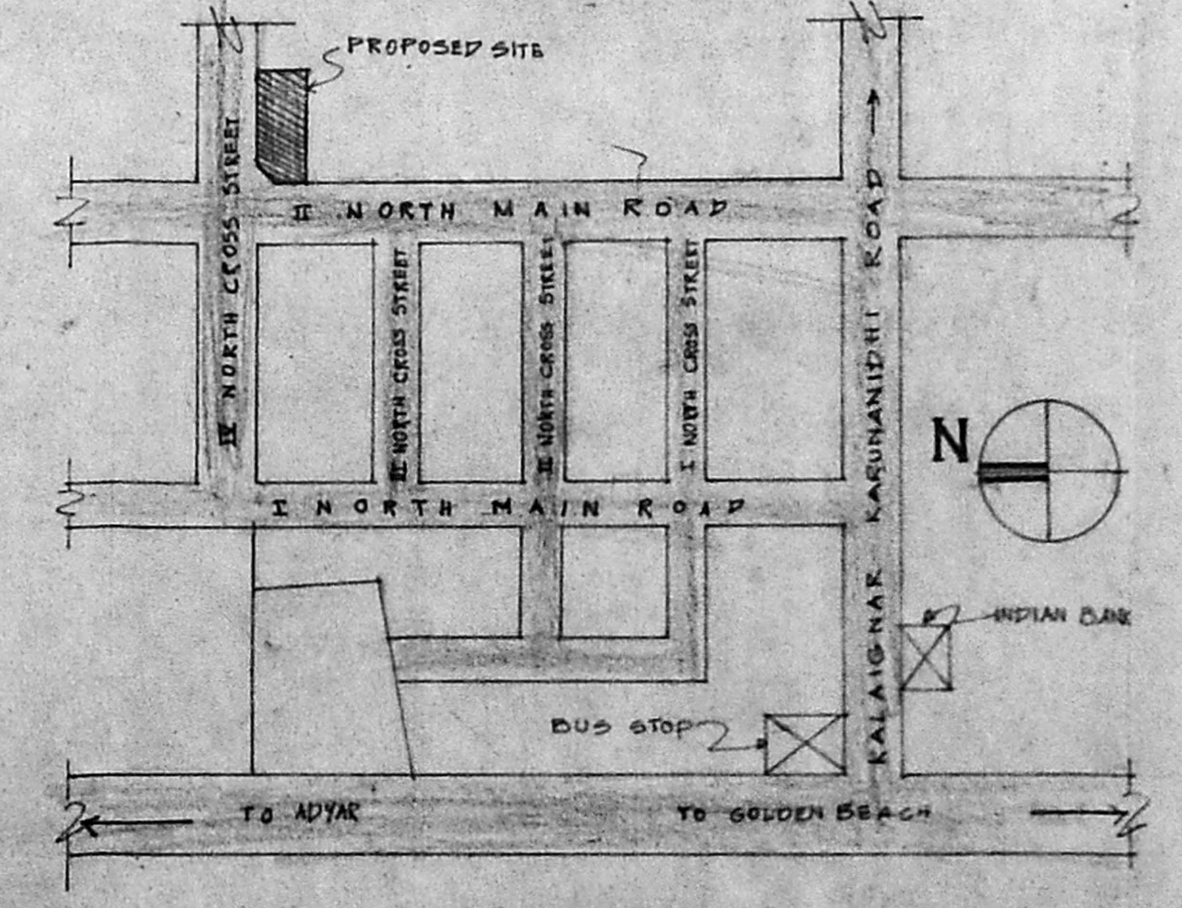 PROPOSED SITE
II NORTH MAIN ROAD
IV NORTH CROSS STREET
III NORTH CROSS STREET
II NORTH CROSS STREET
I NORTH CROSS STREET
KALAIGNAR KARUNANIDHI ROAD →
N
I NORTH MAIN ROAD
INDIAN BANK
BUS STOP
TO ADYAR
TO GOLDEN BEACH